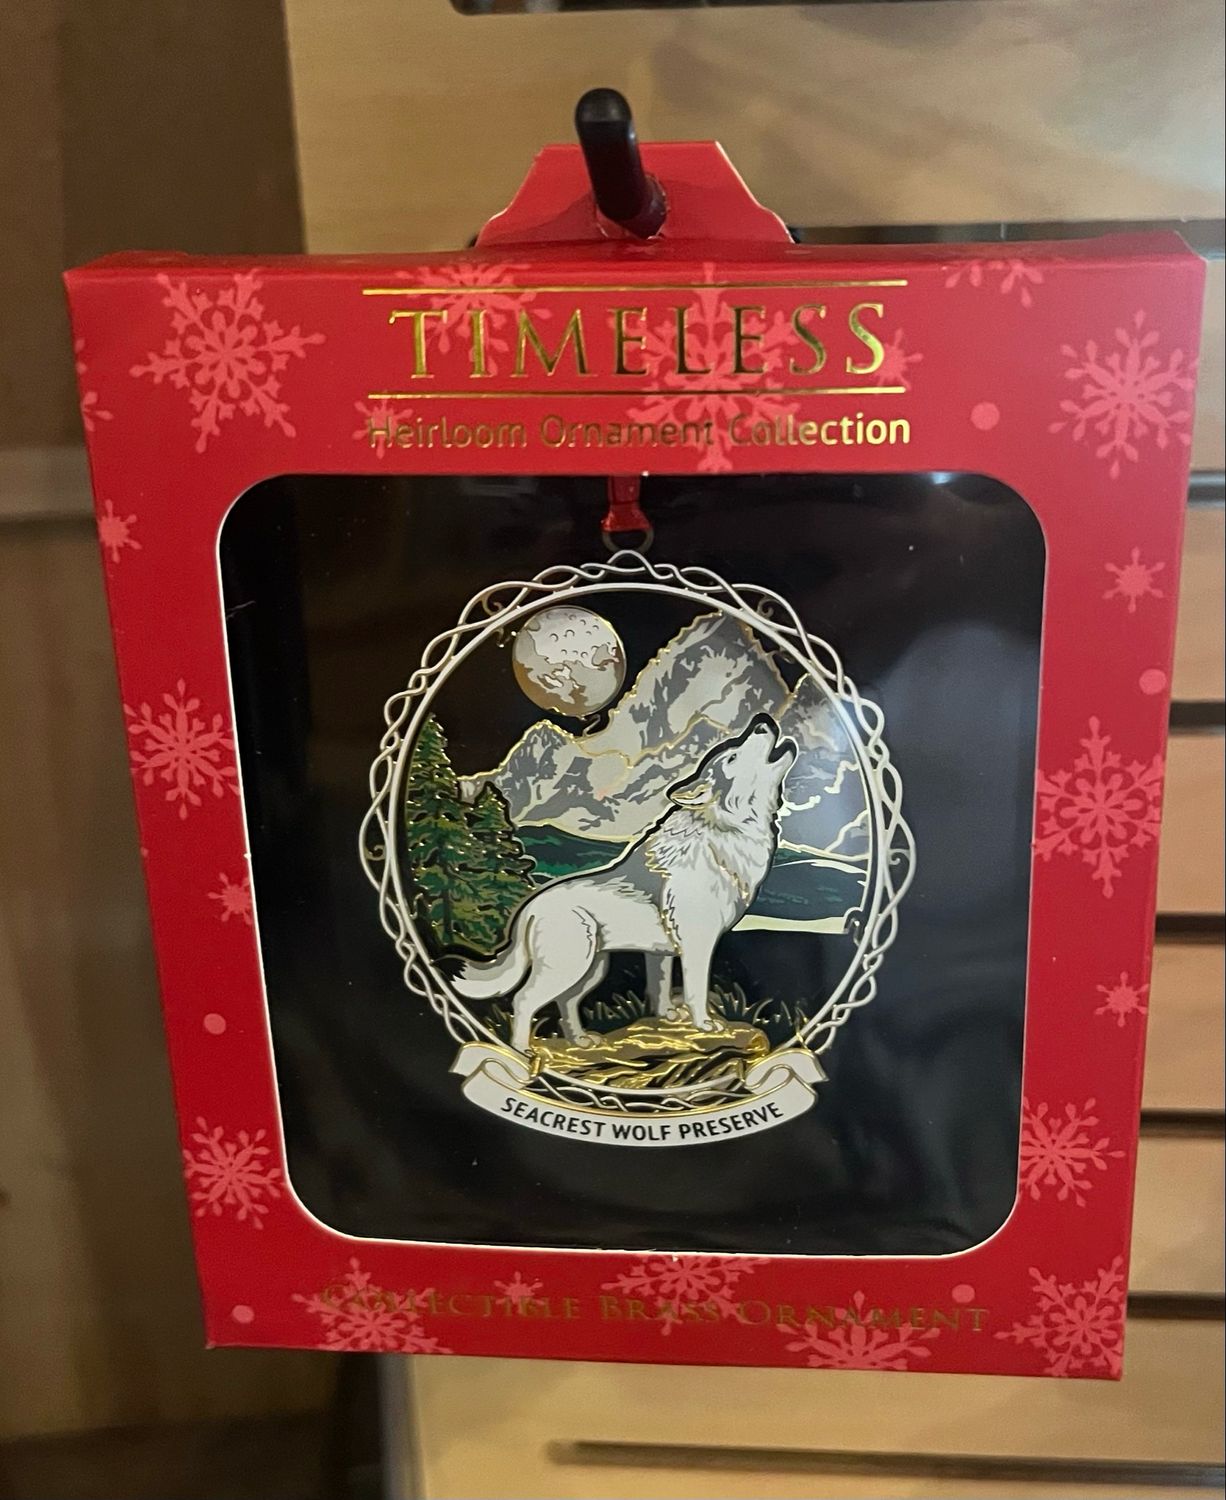 TIMELESS
Heirloom Ornament Collection
SEACREST WOLF PRESERVE
COLLECTIBLE BRASS ORNAMENT